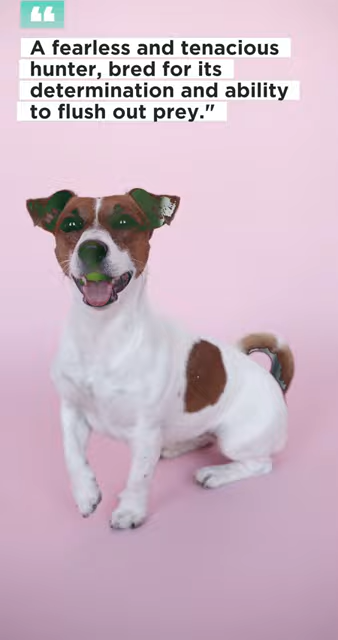 "
A fearless and tenacious
hunter, bred for its
determination and ability
to flush out prey."